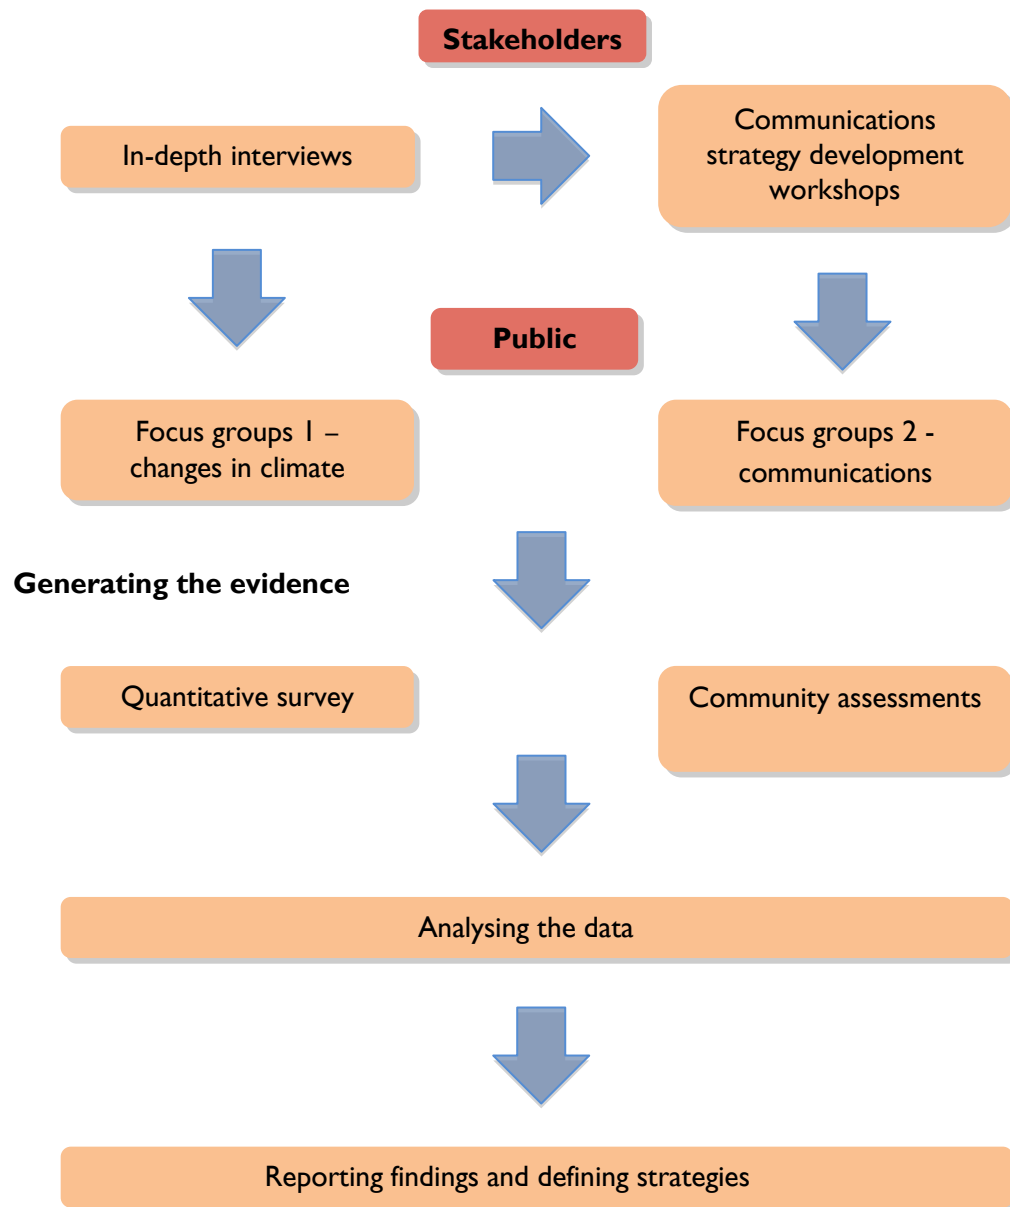 Stakeholders
In-depth interviews
Communications
strategy development
workshops
Public
Focus groups 1 –
changes in climate
Focus groups 2 -
communications
Generating the evidence
Quantitative survey
Community assessments
Analysing the data
Reporting findings and defining strategies